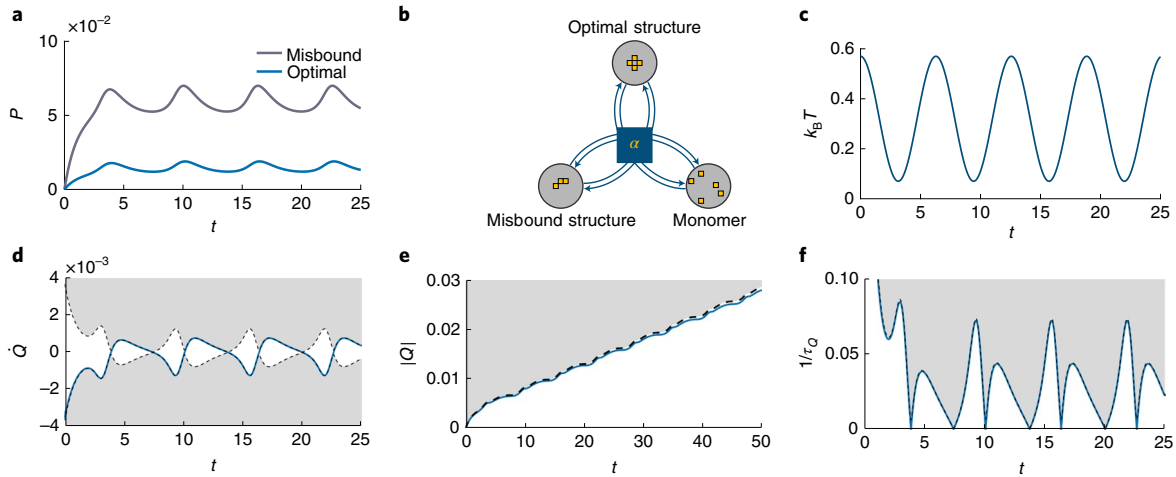 a
×10⁻²
10
5
0
P
Misbound
Optimal
0 5 10 15 20 25
t
b
Optimal structure
α
Misbound structure
Monomer
c
0.6
0.4
0.2
0
k_BT
0 5 10 15 20 25
t
d
×10⁻³
4
2
0
−2
−4
Q̇
0 5 10 15 20 25
t
e
0.03
0.02
0.01
0
|Q|
0 10 20 30 40 50
t
f
0.10
0.05
0
1/τ_Q
0 5 10 15 20 25
t